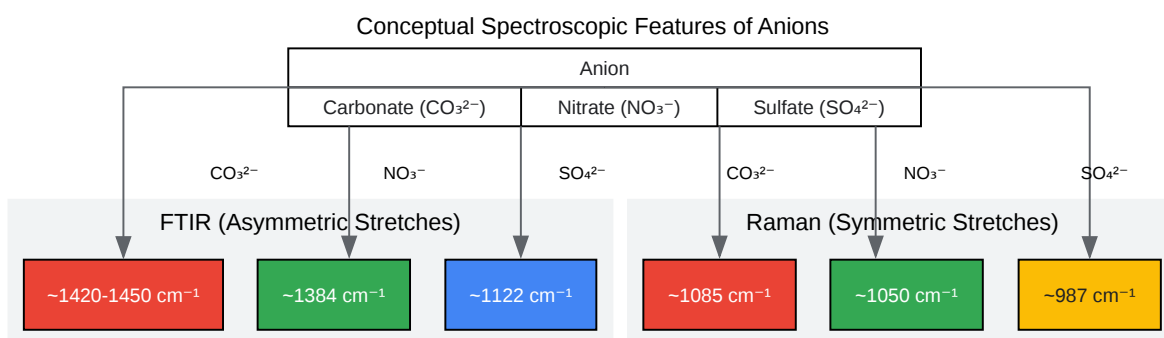 Conceptual Spectroscopic Features of Anions
Anion
Carbonate (CO₃²⁻) Nitrate (NO₃⁻) Sulfate (SO₄²⁻)
CO₃²⁻ NO₃⁻ SO₄²⁻ CO₃²⁻ NO₃⁻ SO₄²⁻
FTIR (Asymmetric Stretches) Raman (Symmetric Stretches)
~1420-1450 cm⁻¹ ~1384 cm⁻¹ ~1122 cm⁻¹ ~1085 cm⁻¹ ~1050 cm⁻¹ ~987 cm⁻¹